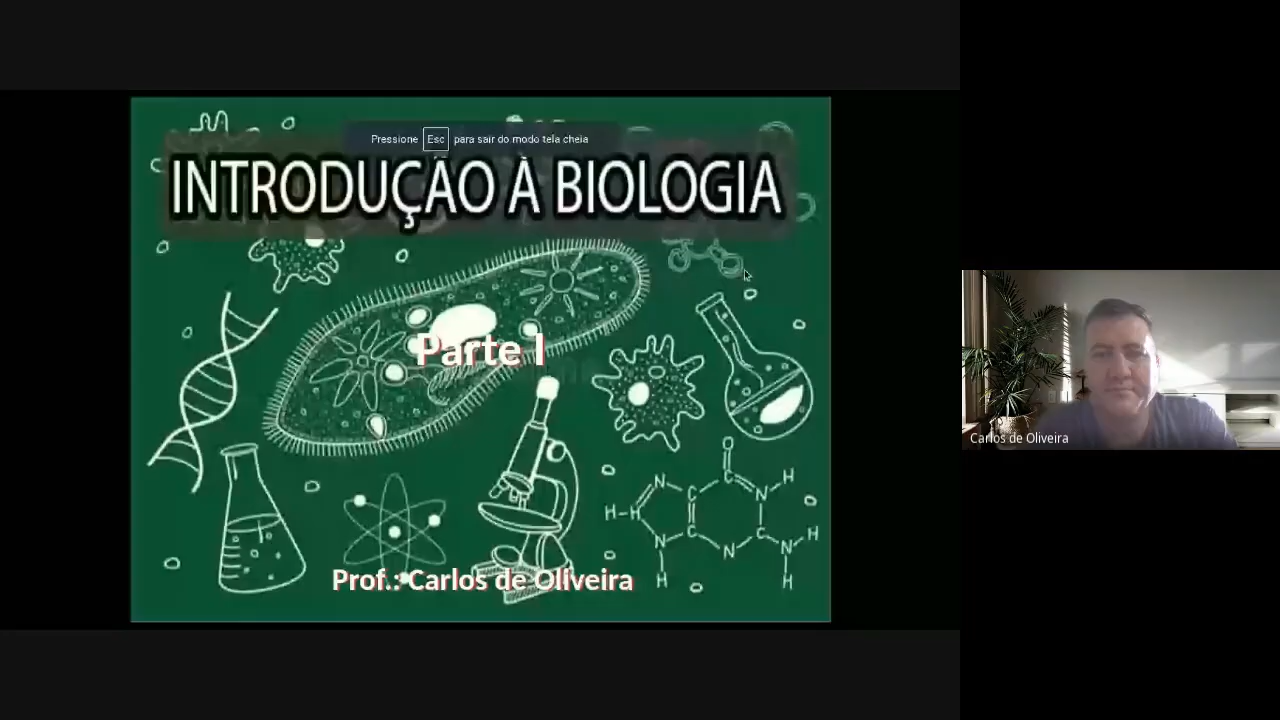 Pressione Esc para sair do modo tela cheia
INTRODUÇÃO À BIOLOGIA
Parte I
Prof.: Carlos de Oliveira
Carlos de Oliveira
O
N
C
N
H
H
H
C
C
N
N
C
N
H
H
H